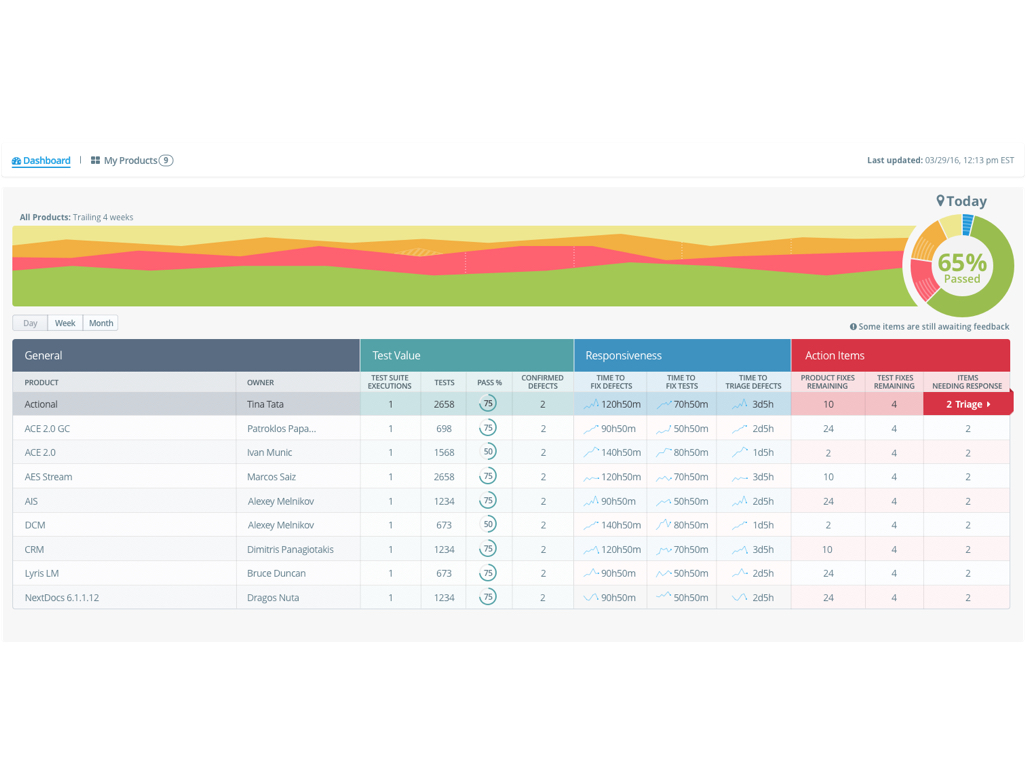 Dashboard | My Products 9
Last updated: 03/29/16, 12:13 pm EST
Today
All Products: Trailing 4 weeks
65%
Passed
Day Week Month
Some items are still awaiting feedback
General Test Value Responsiveness Action Items
PRODUCT OWNER TEST SUITE EXECUTIONS TESTS PASS % CONFIRMED DEFECTS TIME TO FIX DEFECTS TIME TO FIX TESTS TIME TO TRIAGE DEFECTS PRODUCT FIXES REMAINING TEST FIXES REMAINING ITEMS NEEDING RESPONSE
Actional Tina Tata 1 2658 75 2 120h50m 70h50m 3d5h 10 4 2 Triage
ACE 2.0 GC Patroklos Papa... 1 698 75 2 90h50m 50h50m 2d5h 24 4 2
ACE 2.0 Ivan Munic 1 1568 50 2 140h50m 80h50m 1d5h 2 4 2
AES Stream Marcos Saiz 1 2658 75 2 120h50m 70h50m 3d5h 10 4 2
AIS Alexey Melnikov 1 1234 75 2 90h50m 50h50m 2d5h 24 4 2
DCM Alexey Melnikov 1 673 50 2 140h50m 80h50m 1d5h 2 4 2
CRM Dimitris Panagiotakis 1 1234 75 2 120h50m 70h50m 3d5h 10 4 2
Lyris LM Bruce Duncan 1 673 75 2 90h50m 50h50m 2d5h 24 4 2
NextDocs 6.1.1.12 Dragos Nuta 1 1234 75 2 90h50m 50h50m 2d5h 24 4 2